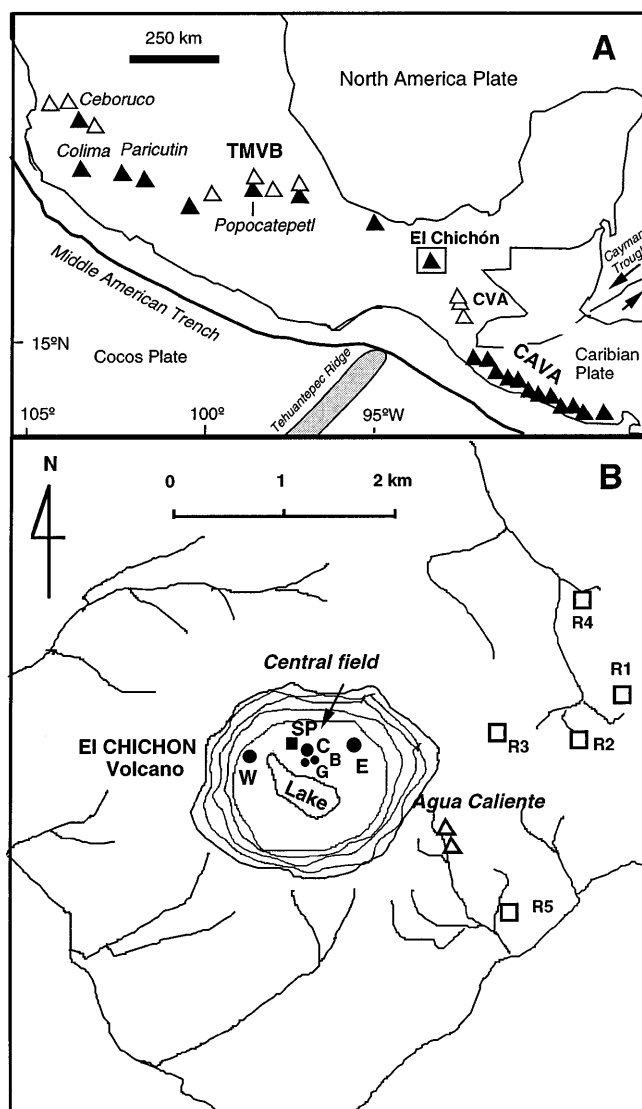 250 km
A
North America Plate
Ceboruco
Colima
Paricutin
TMVB
Popocatepetl
El Chichón
Cayman
Trough
Middle American Trench
CVA
15ºN
Cocos Plate
CAVA
Caribian
Plate
Tehuantepec Ridge
105º
100º
95ºW
B
N
0
1
2 km
R4
Central field
R1
SP
R3
R2
El CHICHON
Volcano
C
B
E
W
G
Lake
Agua Caliente
R5